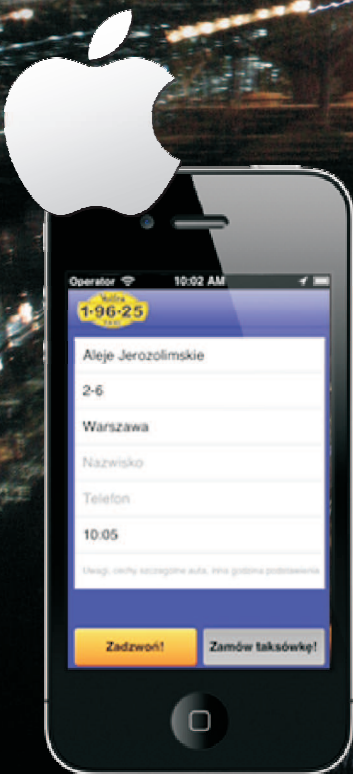 Operator 10:02 AM
Volfra
1·96·25
TAXI
Aleje Jerozolimskie
2-6
Warszawa
Nazwisko
Telefon
10:05
Uwagi, cechy szczególne auta, inna godzina podstawienia
Zadzwoń! Zamów taksówkę!